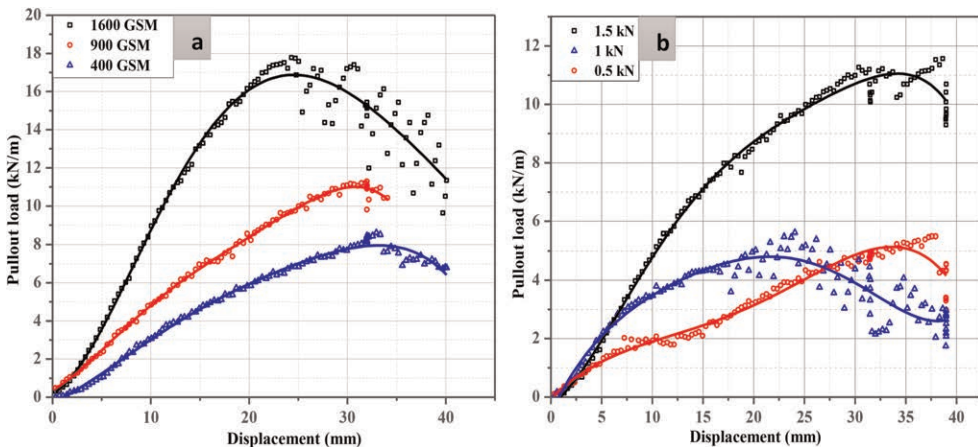 a
1600 GSM
900 GSM
400 GSM
Pullout load (kN/m)
20
18
16
14
12
10
8
6
4
2
0
0 10 20 30 40
Displacement (mm)
b
1.5 kN
1 kN
0.5 kN
Pullout load (kN/m)
12
10
8
6
4
2
0
0 5 10 15 20 25 30 35 40
Displacement (mm)